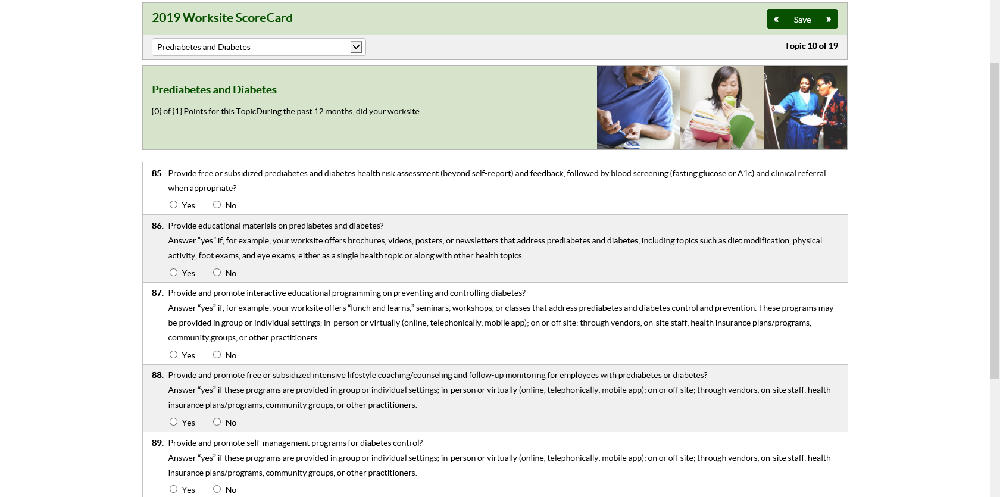 2019 Worksite ScoreCard
« Save »
Prediabetes and Diabetes
Topic 10 of 19
Prediabetes and Diabetes
{0} of {1} Points for this TopicDuring the past 12 months, did your worksite...
85. Provide free or subsidized prediabetes and diabetes health risk assessment (beyond self-report) and feedback, followed by blood screening (fasting glucose or A1c) and clinical referral
when appropriate?
Yes No
86. Provide educational materials on prediabetes and diabetes?
Answer “yes” if, for example, your worksite offers brochures, videos, posters, or newsletters that address prediabetes and diabetes, including topics such as diet modification, physical
activity, foot exams, and eye exams, either as a single health topic or along with other health topics.
Yes No
87. Provide and promote interactive educational programming on preventing and controlling diabetes?
Answer “yes” if, for example, your worksite offers “lunch and learns,” seminars, workshops, or classes that address prediabetes and diabetes control and prevention. These programs may
be provided in group or individual settings; in-person or virtually (online, telephonically, mobile app); on or off site; through vendors, on-site staff, health insurance plans/programs,
community groups, or other practitioners.
Yes No
88. Provide and promote free or subsidized intensive lifestyle coaching/counseling and follow-up monitoring for employees with prediabetes or diabetes?
Answer “yes” if these programs are provided in group or individual settings; in-person or virtually (online, telephonically, mobile app); on or off site; through vendors, on-site staff, health
insurance plans/programs, community groups, or other practitioners.
Yes No
89. Provide and promote self-management programs for diabetes control?
Answer “yes” if these programs are provided in group or individual settings; in-person or virtually (online, telephonically, mobile app); on or off site; through vendors, on-site staff, health
insurance plans/programs, community groups, or other practitioners.
Yes No